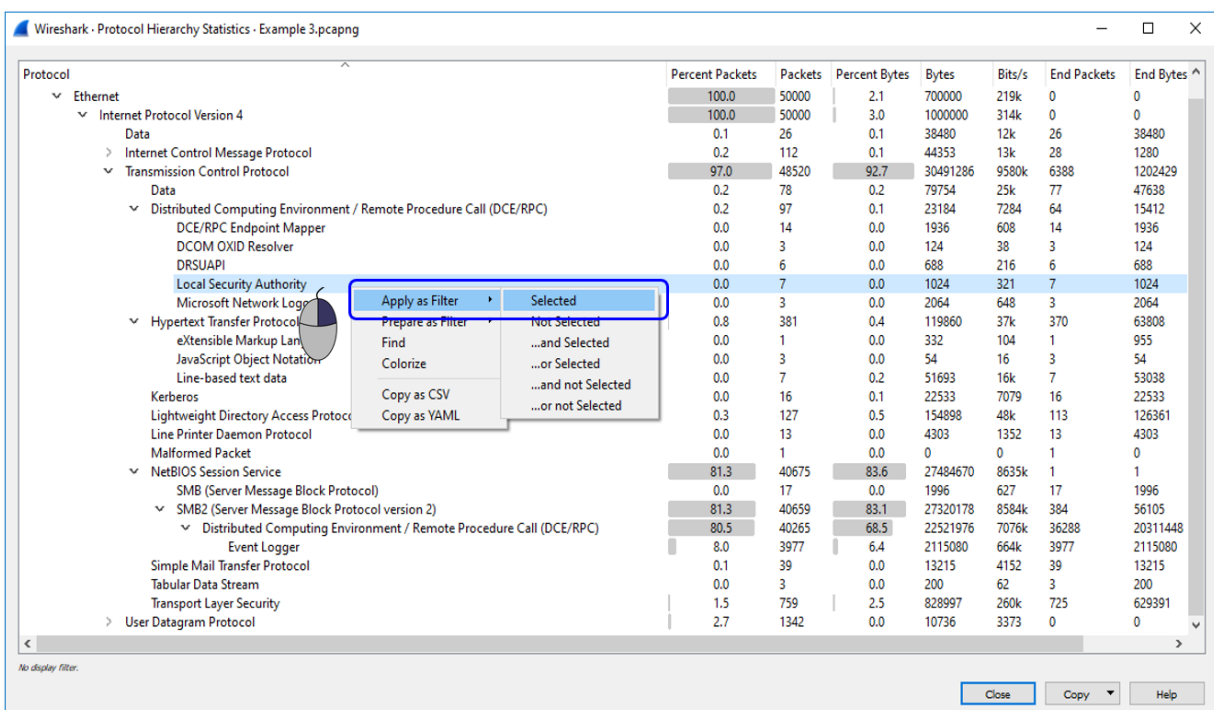 Wireshark · Protocol Hierarchy Statistics · Example 3.pcapng
Protocol Percent Packets Packets Percent Bytes Bytes Bits/s End Packets End Bytes
Ethernet 100.0 50000 2.1 700000 219k 0 0
Internet Protocol Version 4 100.0 50000 3.0 1000000 314k 0 0
Data 0.1 26 0.1 38480 12k 26 38480
Internet Control Message Protocol 0.2 112 0.1 44353 13k 28 1280
Transmission Control Protocol 97.0 48520 92.7 30491286 9580k 6388 1202429
Data 0.2 78 0.2 79754 25k 77 47638
Distributed Computing Environment / Remote Procedure Call (DCE/RPC) 0.2 97 0.1 23184 7284 64 15412
DCE/RPC Endpoint Mapper 0.0 14 0.0 1936 608 14 1936
DCOM OXID Resolver 0.0 3 0.0 124 38 3 124
DRSUAPI 0.0 6 0.0 688 216 6 688
Local Security Authority 0.0 7 0.0 1024 321 7 1024
Microsoft Network Apply as Filter Selected 0.0 3 0.0 2064 648 3 2064
Hypertext Transfer Protocol Prepare as Filter Not Selected 0.8 381 0.4 119860 37k 370 63808
eXtensible Markup Lan Find ...and Selected 0.0 1 0.0 332 104 1 955
JavaScript Object Notation Colorize ...or Selected 0.0 3 0.0 54 16 3 54
Line-based text data ...and not Selected 0.0 7 0.2 51693 16k 7 53038
Kerberos Copy as CSV ...or not Selected 0.0 16 0.1 22533 7079 16 22533
Lightweight Directory Access Protoco Copy as YAML 0.3 127 0.5 154898 48k 113 126361
Line Printer Daemon Protocol 0.0 13 0.0 4303 1352 13 4303
Malformed Packet 0.0 1 0.0 0 0 1 0
NetBIOS Session Service 81.3 40675 83.6 27484670 8635k 1 1
SMB (Server Message Block Protocol) 0.0 17 0.0 1996 627 17 1996
SMB2 (Server Message Block Protocol version 2) 81.3 40659 83.1 27320178 8584k 384 56105
Distributed Computing Environment / Remote Procedure Call (DCE/RPC) 80.5 40265 68.5 22521976 7076k 36288 20311448
Event Logger 8.0 3977 6.4 2115080 664k 3977 2115080
Simple Mail Transfer Protocol 0.1 39 0.0 13215 4152 39 13215
Tabular Data Stream 0.0 3 0.0 200 62 3 200
Transport Layer Security 1.5 759 2.5 828997 260k 725 629391
User Datagram Protocol 2.7 1342 0.0 10736 3373 0 0
No display filter.
Close Copy Help